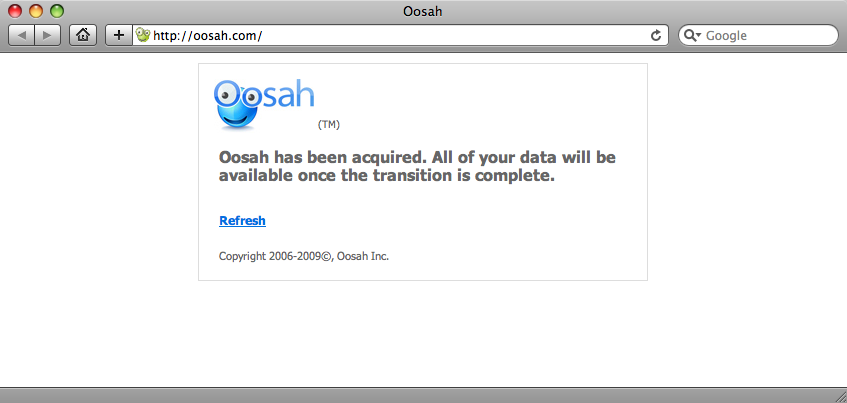 Oosah
http://oosah.com/
Google
Oosah
(TM)
Oosah has been acquired. All of your data will be
available once the transition is complete.
Refresh
Copyright 2006-2009©, Oosah Inc.